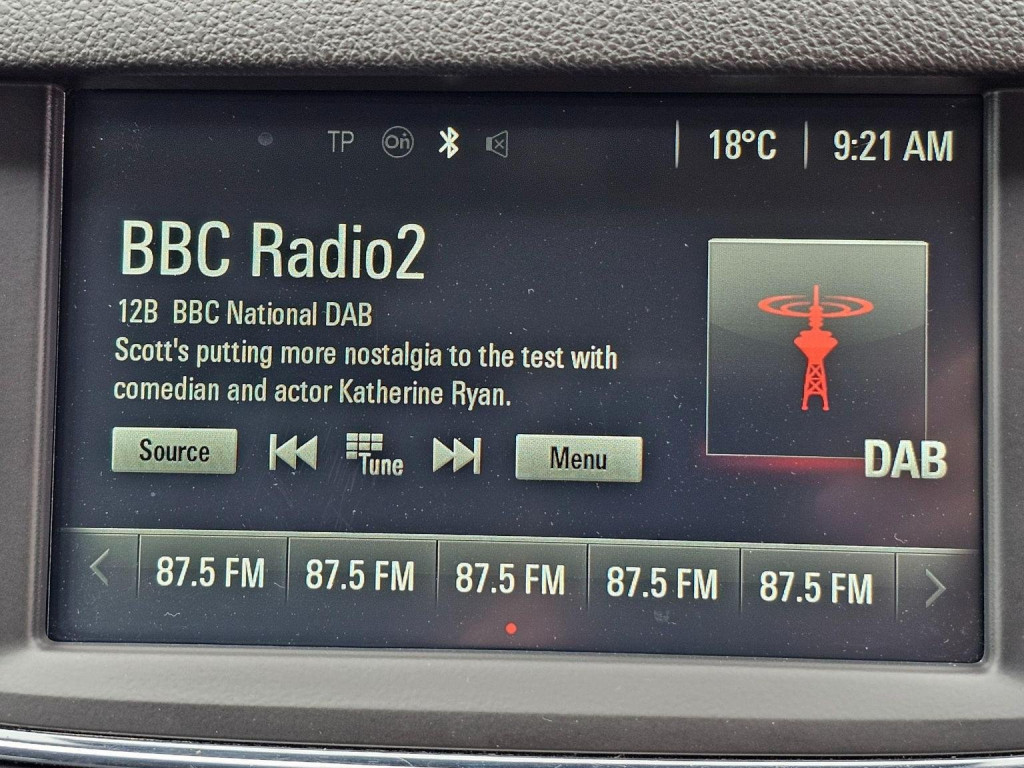 TP On 18°C 9:21 AM
BBC Radio2
12B BBC National DAB
Scott's putting more nostalgia to the test with
comedian and actor Katherine Ryan.
Source Tune Menu
DAB
87.5 FM 87.5 FM 87.5 FM 87.5 FM 87.5 FM